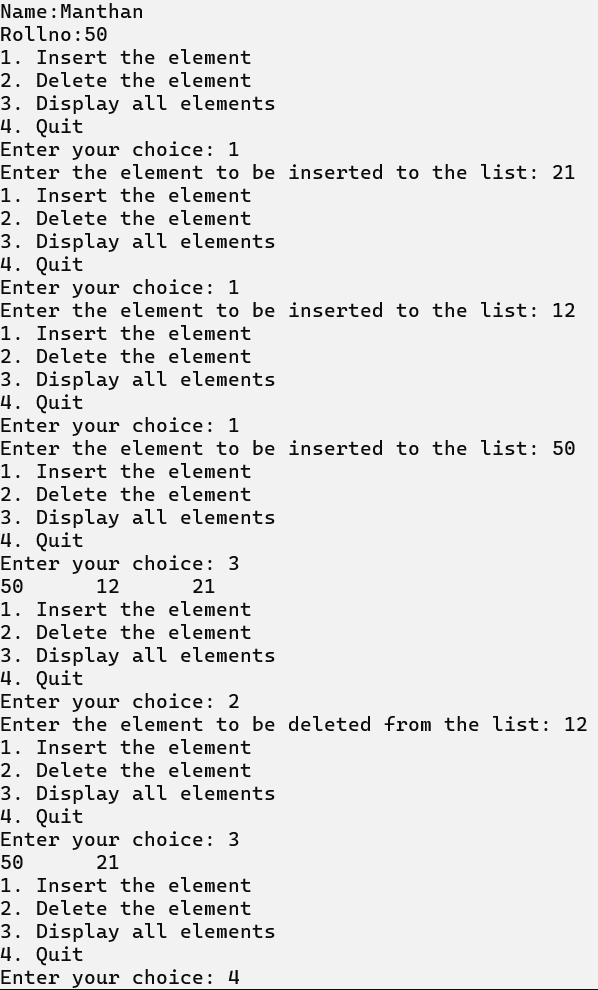 Name:Manthan
Rollno:50
1. Insert the element
2. Delete the element
3. Display all elements
4. Quit
Enter your choice: 1
Enter the element to be inserted to the list: 21
1. Insert the element
2. Delete the element
3. Display all elements
4. Quit
Enter your choice: 1
Enter the element to be inserted to the list: 12
1. Insert the element
2. Delete the element
3. Display all elements
4. Quit
Enter your choice: 1
Enter the element to be inserted to the list: 50
1. Insert the element
2. Delete the element
3. Display all elements
4. Quit
Enter your choice: 3
50      12      21
1. Insert the element
2. Delete the element
3. Display all elements
4. Quit
Enter your choice: 2
Enter the element to be deleted from the list: 12
1. Insert the element
2. Delete the element
3. Display all elements
4. Quit
Enter your choice: 3
50      21
1. Insert the element
2. Delete the element
3. Display all elements
4. Quit
Enter your choice: 4